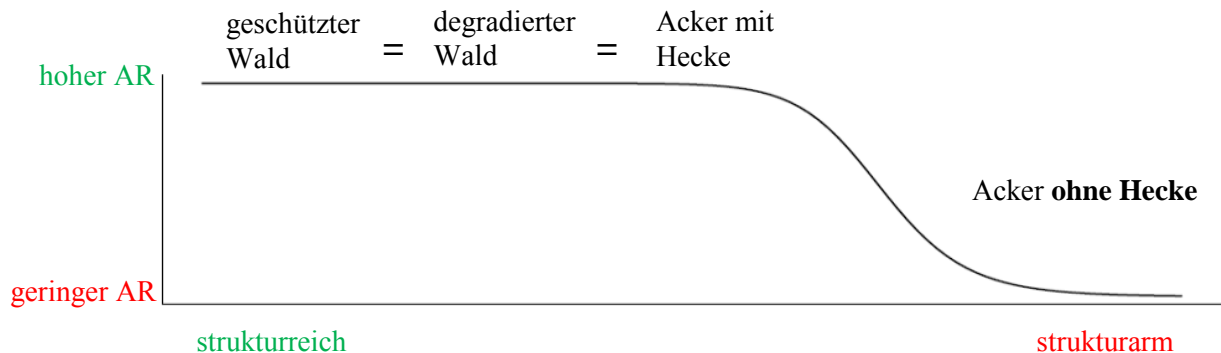 geschützter
Wald
=
degradierter
Wald
=
Acker mit
Hecke
hoher AR
Acker ohne Hecke
geringer AR
strukturreich
strukturarm